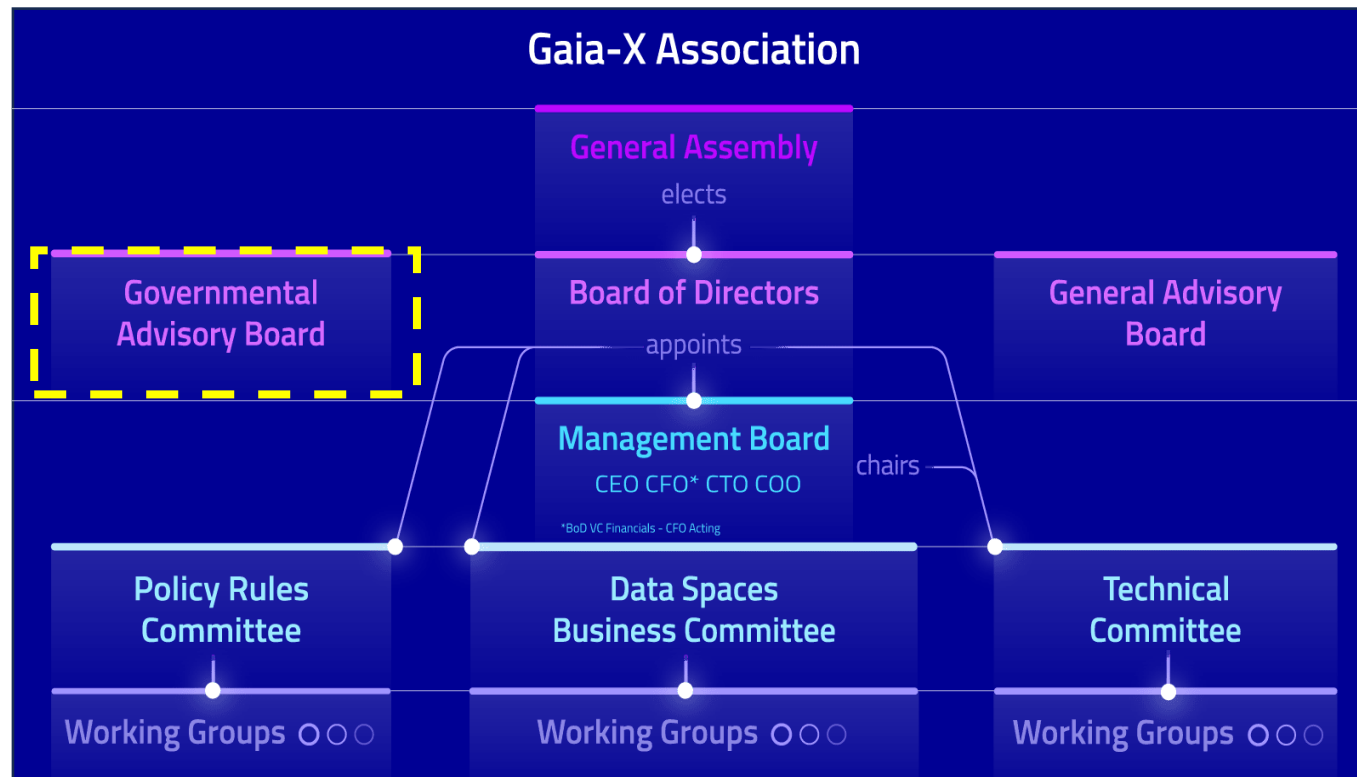 Gaia-X Association
General Assembly
elects
Governmental
Advisory Board
Board of Directors
General Advisory
Board
appoints
Management Board
CEO CFO* CTO COO
*BoD VC Financials - CFO Acting
chairs
Policy Rules
Committee
Data Spaces
Business Committee
Technical
Committee
Working Groups
Working Groups
Working Groups